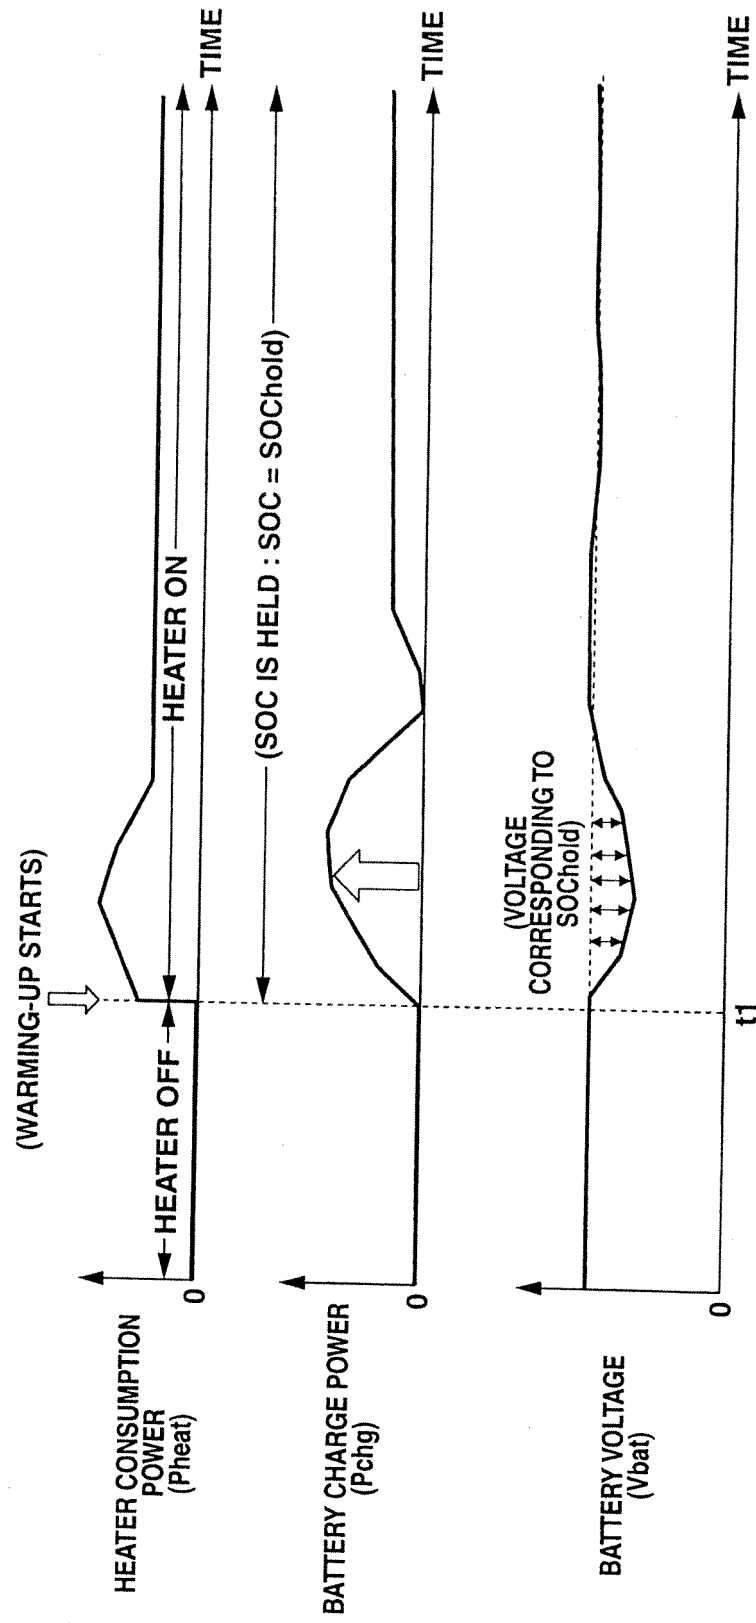 (WARMING-UP STARTS)
HEATER CONSUMPTION
POWER
(Pheat)
HEATER OFF
HEATER ON
0
TIME
(SOC IS HELD : SOC = SOChold)
BATTERY CHARGE POWER
(Pchg)
0
TIME
(VOLTAGE
CORRESPONDING TO
SOChold)
BATTERY VOLTAGE
(Vbat)
0
t1
TIME